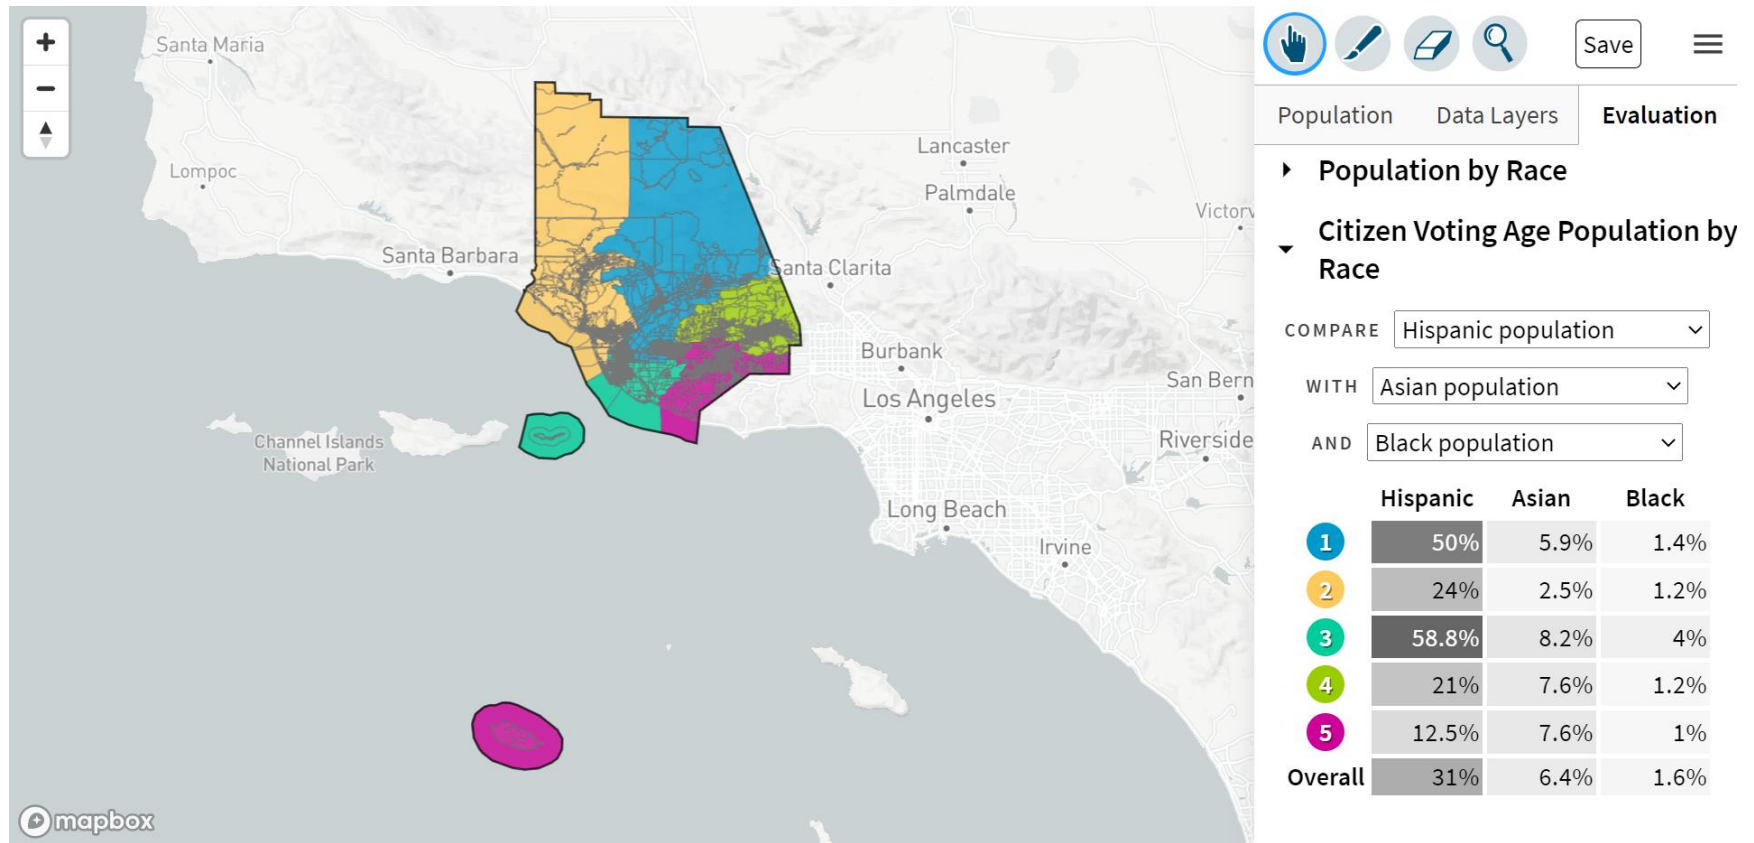 Santa Maria
Lompoc
Santa Barbara
Lancaster
Palmdale
Victorv
Santa Clarita
Burbank
Los Angeles
San Bern
Riverside
Channel Islands
National Park
Long Beach
Irvine
mapbox
Save
Population Data Layers Evaluation
Population by Race
Citizen Voting Age Population by
Race
COMPARE Hispanic population
WITH Asian population
AND Black population
Hispanic Asian Black
1 50% 5.9% 1.4%
2 24% 2.5% 1.2%
3 58.8% 8.2% 4%
4 21% 7.6% 1.2%
5 12.5% 7.6% 1%
Overall 31% 6.4% 1.6%